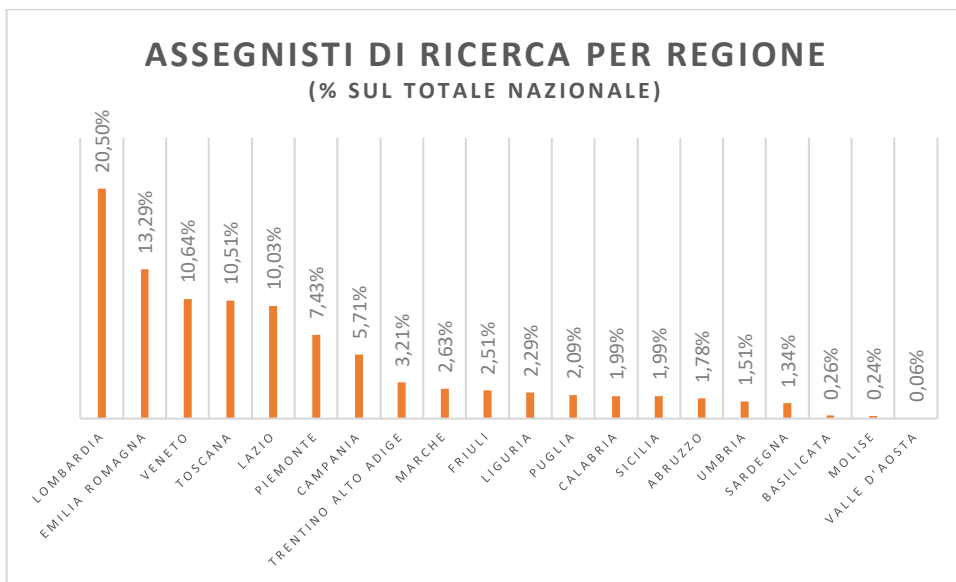 ASSEGNISTI DI RICERCA PER REGIONE
(% SUL TOTALE NAZIONALE)
20,50%
13,29%
10,64%
10,51%
10,03%
7,43%
5,71%
3,21%
2,63%
2,51%
2,29%
2,09%
1,99%
1,99%
1,78%
1,51%
1,34%
0,26%
0,24%
0,06%
LOMBARDIA
EMILIA ROMAGNA
VENETO
TOSCANA
LAZIO
PIEMONTE
CAMPANIA
TRENTINO ALTO ADIGE
MARCHE
FRIULI
LIGURIA
PUGLIA
CALABRIA
SICILIA
ABRUZZO
UMBRIA
SARDEGNA
BASILICATA
MOLISE
VALLE D'AOSTA